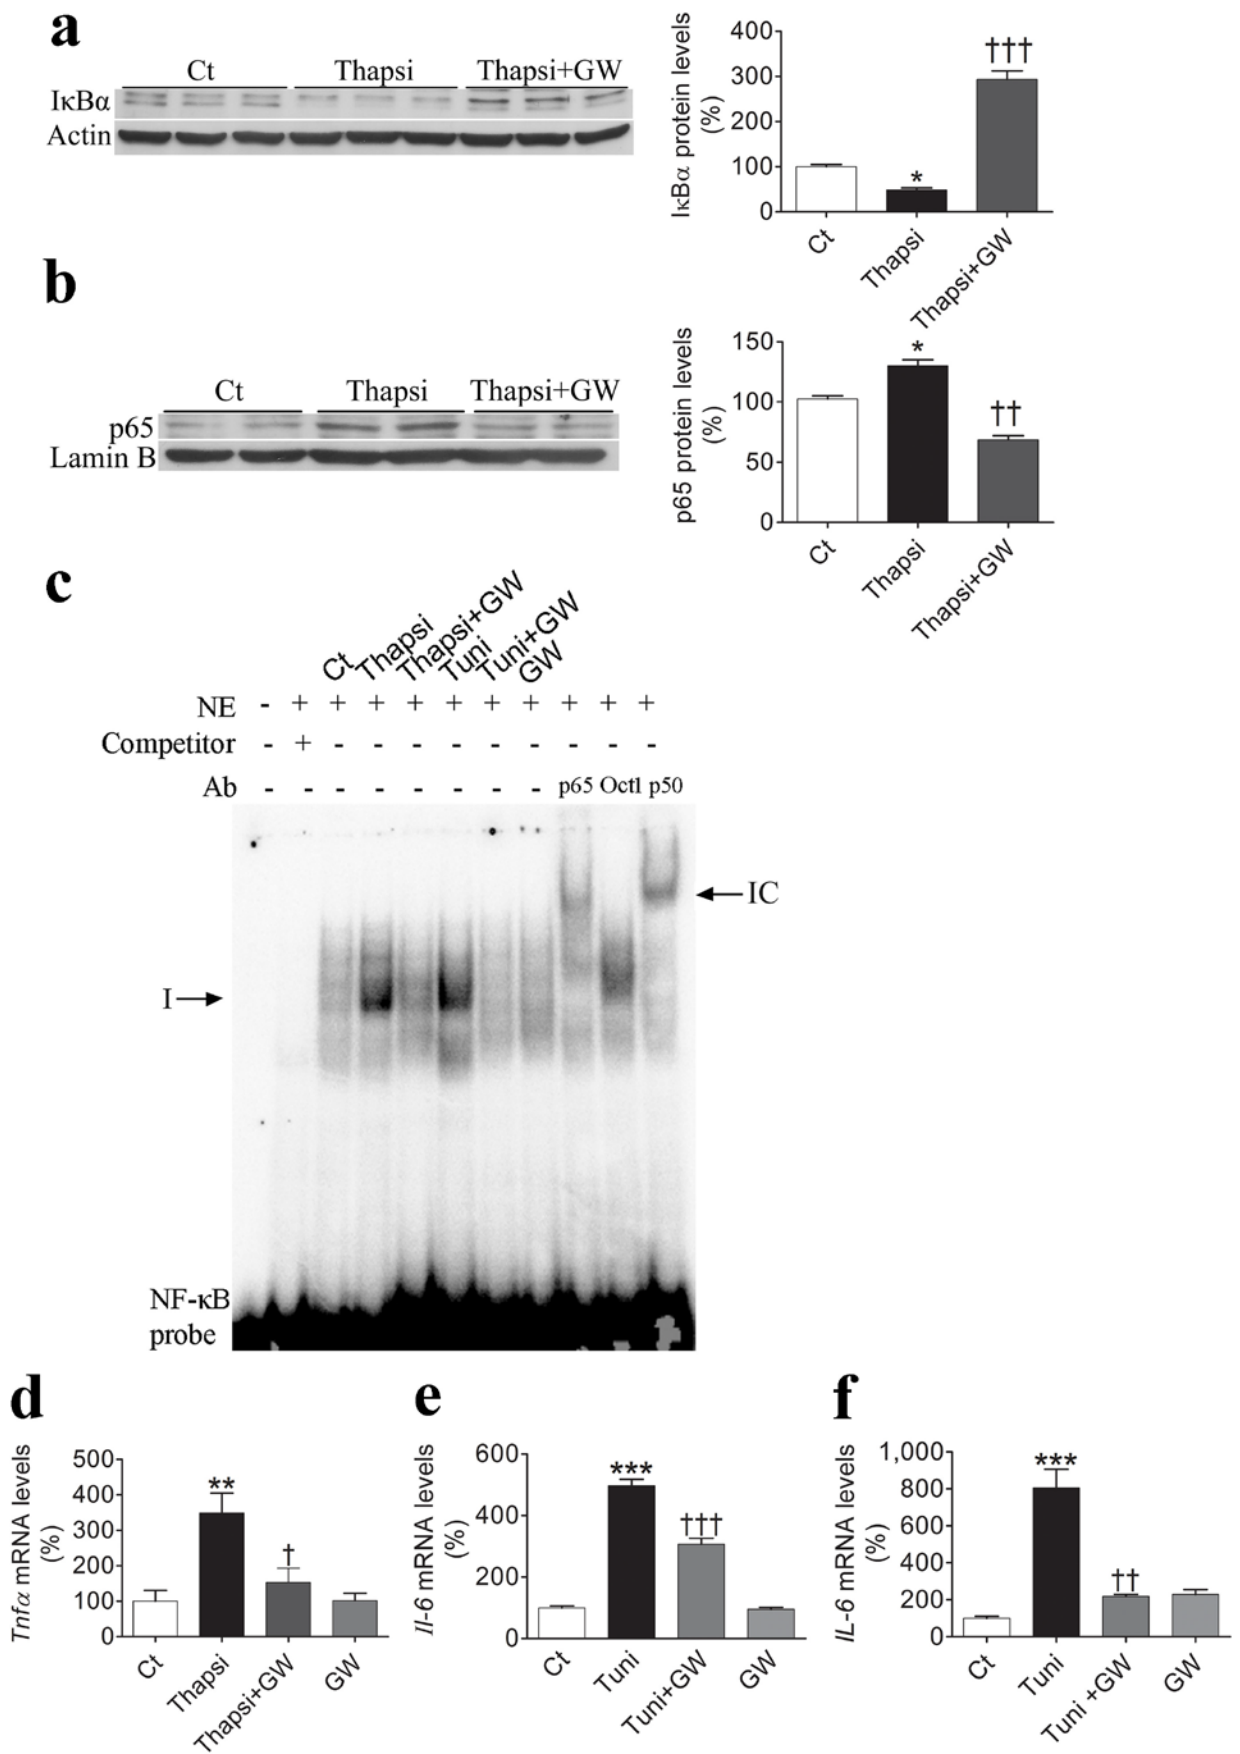 a
Ct Thapsi Thapsi+GW
IκBα
Actin
IκBα protein levels
(%)
400
300
200
100
0
*
†††
Ct
Thapsi
Thapsi+GW
b
Ct Thapsi Thapsi+GW
p65
Lamin B
p65 protein levels
(%)
150
100
50
0
*
††
Ct
Thapsi
Thapsi+GW
c
Ct
Thapsi
Thapsi+GW
Tuni
Tuni+GW
GW
NE - + + + + + + + + + +
Competitor - + - - - - - - - - -
Ab - - - - - - - - p65 Oct1 p50
IC
I
NF-κB
probe
d
Tnfα mRNA levels
(%)
500
400
300
200
100
0
**
†
Ct
Thapsi
Thapsi+GW
GW
e
Il-6 mRNA levels
(%)
600
400
200
0
***
†††
Ct
Tuni
Tuni+GW
GW
f
IL-6 mRNA levels
(%)
1,000
800
600
400
200
0
***
††
Ct
Tuni
Tuni +GW
GW